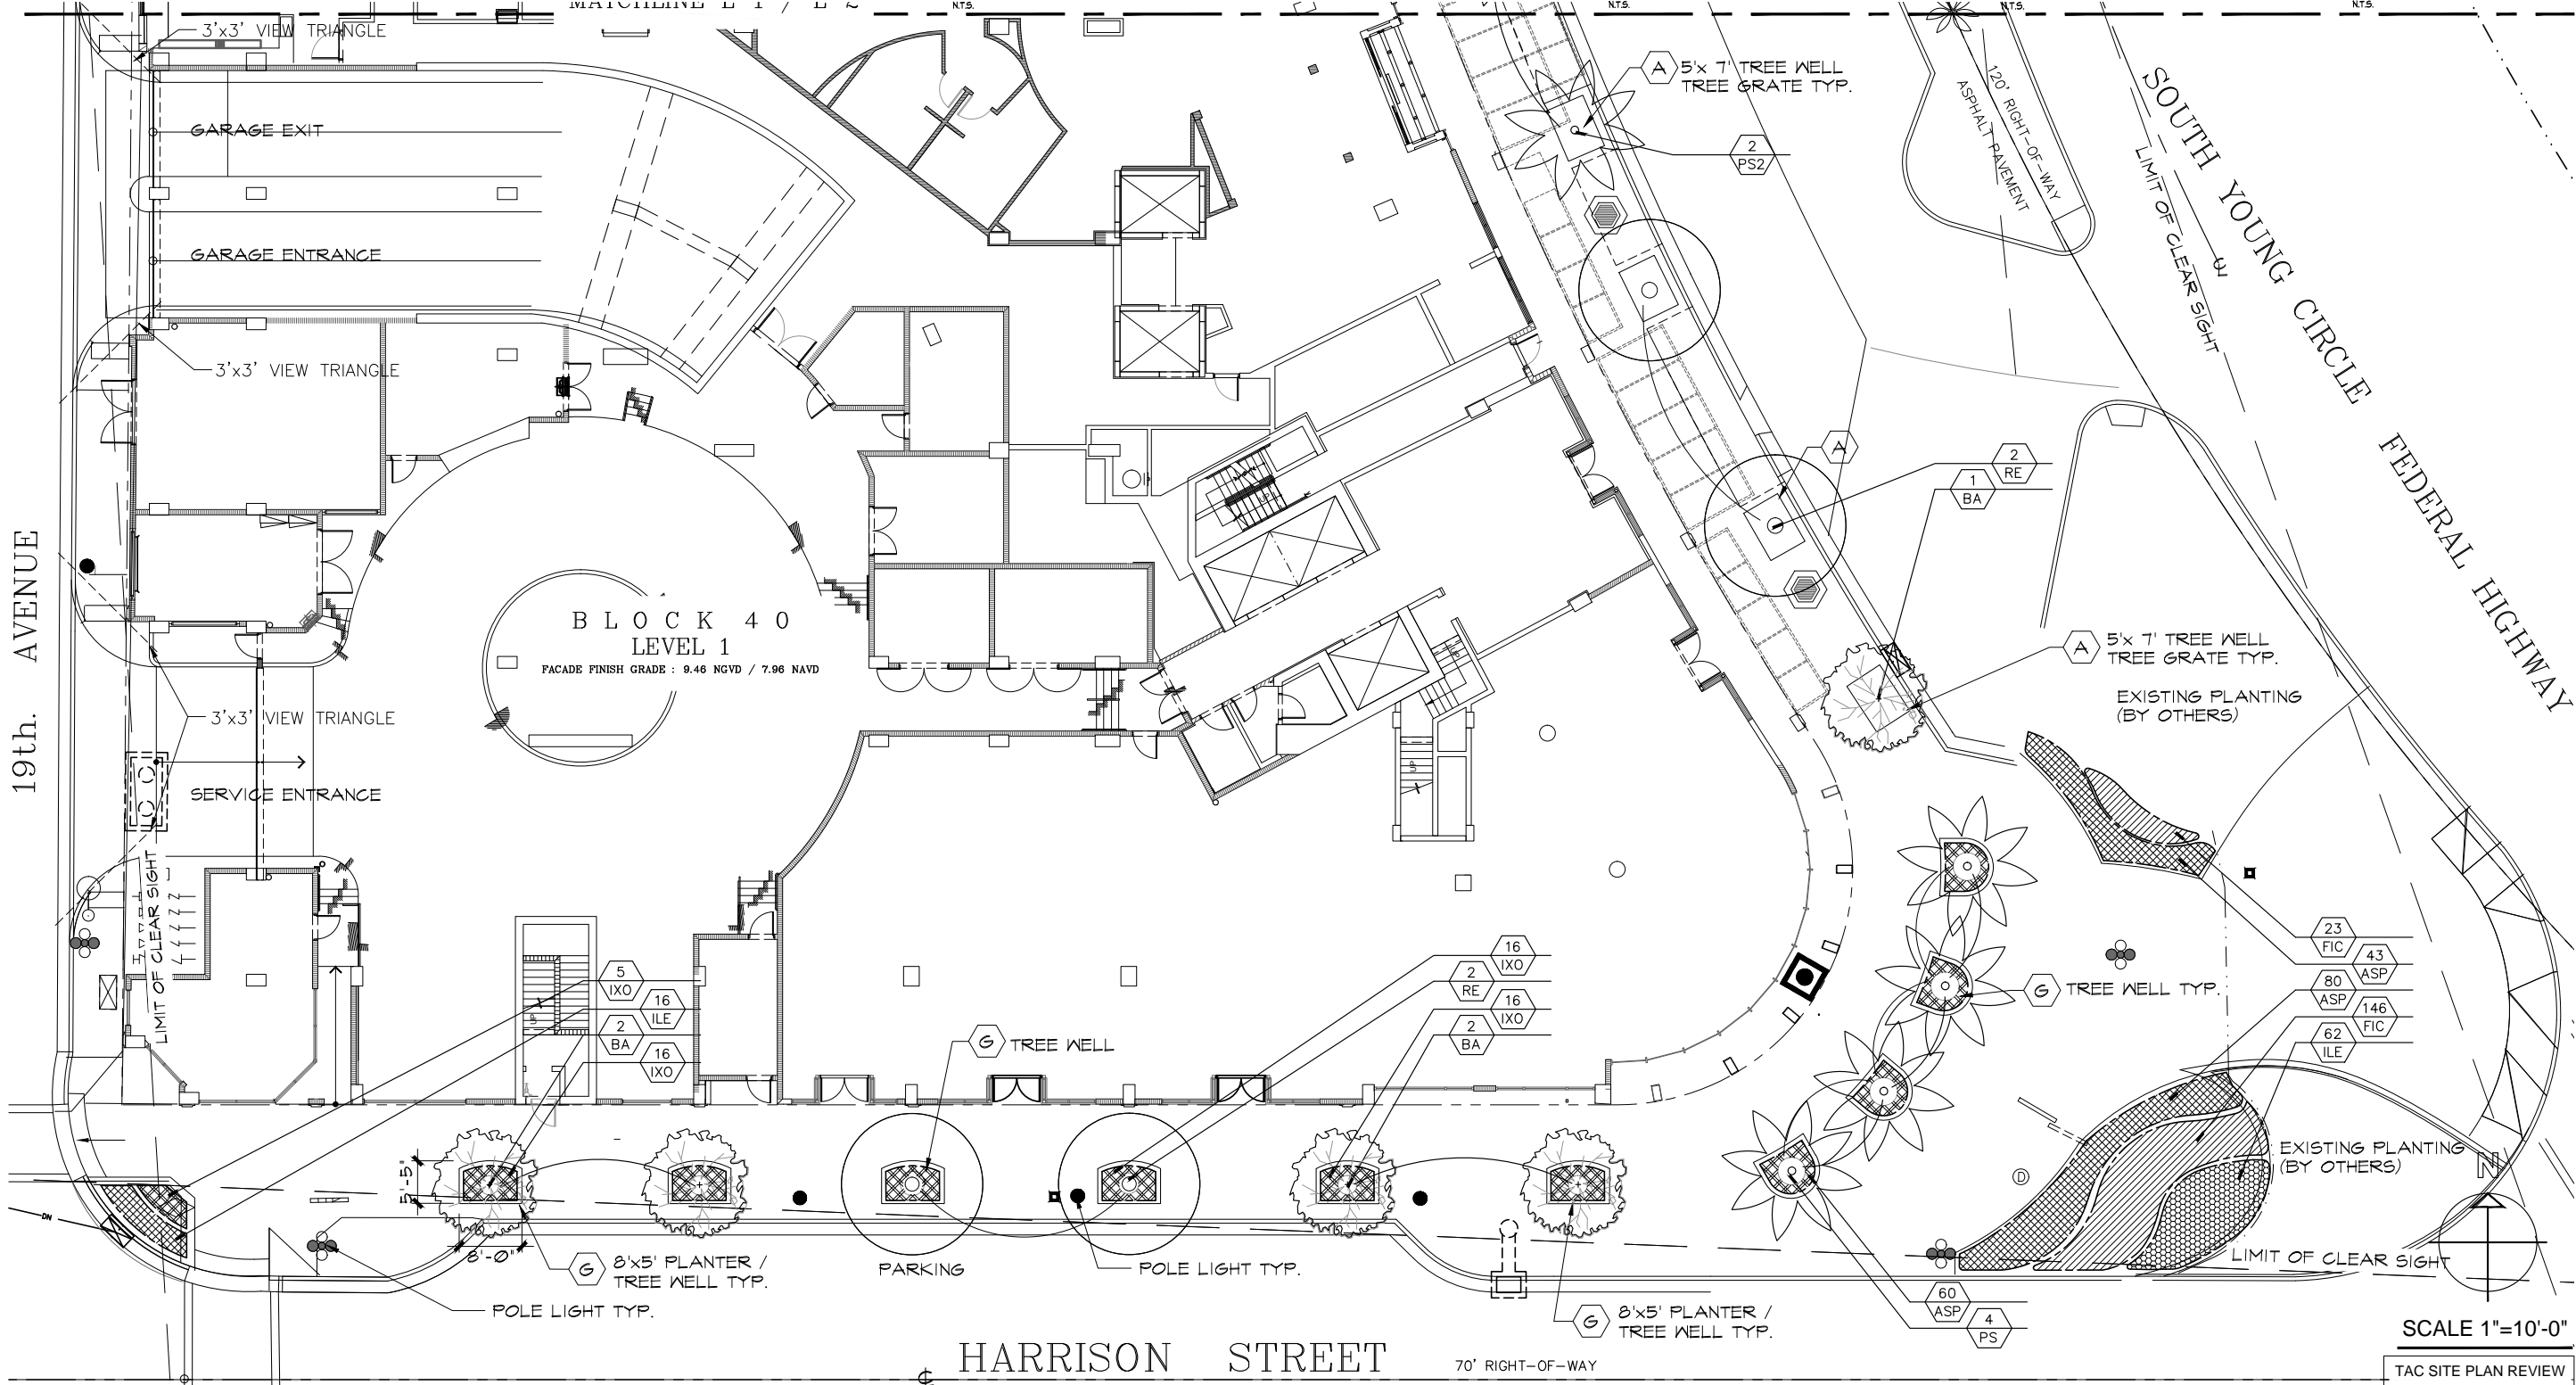 N.T.S.
N.T.S.
N.T.S.
N.T.S.
3'x3' VIEW TRIANGLE
A
5'x 7' TREE WELL
TREE GRATE TYP.
2
PS2
120' RIGHT-OF-WAY
ASPHALT PAVEMENT
SOUTH YOUNG CIRCLE
FEDERAL HIGHWAY
LIMIT OF CLEAR SIGHT
GARAGE EXIT
GARAGE ENTRANCE
3'x3' VIEW TRIANGLE
A
2
RE
1
BA
19th. AVENUE
BLOCK 40
LEVEL 1
FACADE FINISH GRADE : 9.46 NGVD / 7.96 NAVD
UP
UP
UP
A
5'x 7' TREE WELL
TREE GRATE TYP.
EXISTING PLANTING
(BY OTHERS)
3'x3' VIEW TRIANGLE
SERVICE ENTRANCE
LIMIT OF CLEAR SIGHT
UP
5
IXO
16
ILE
2
BA
16
IXO
16
IXO
2
RE
16
IXO
2
BA
G
TREE WELL
G
TREE WELL TYP.
23
FIC
43
ASP
80
ASP
146
FIC
62
ILE
EXISTING PLANTING
(BY OTHERS)
N
D
DN
5'-5"
8'-0"
G
8'x5' PLANTER /
TREE WELL TYP.
PARKING
POLE LIGHT TYP.
POLE LIGHT TYP.
G
8'x5' PLANTER /
TREE WELL TYP.
60
ASP
4
PS
LIMIT OF CLEAR SIGHT
SCALE 1"=10'-0"
HARRISON STREET
70' RIGHT-OF-WAY
TAC SITE PLAN REVIEW